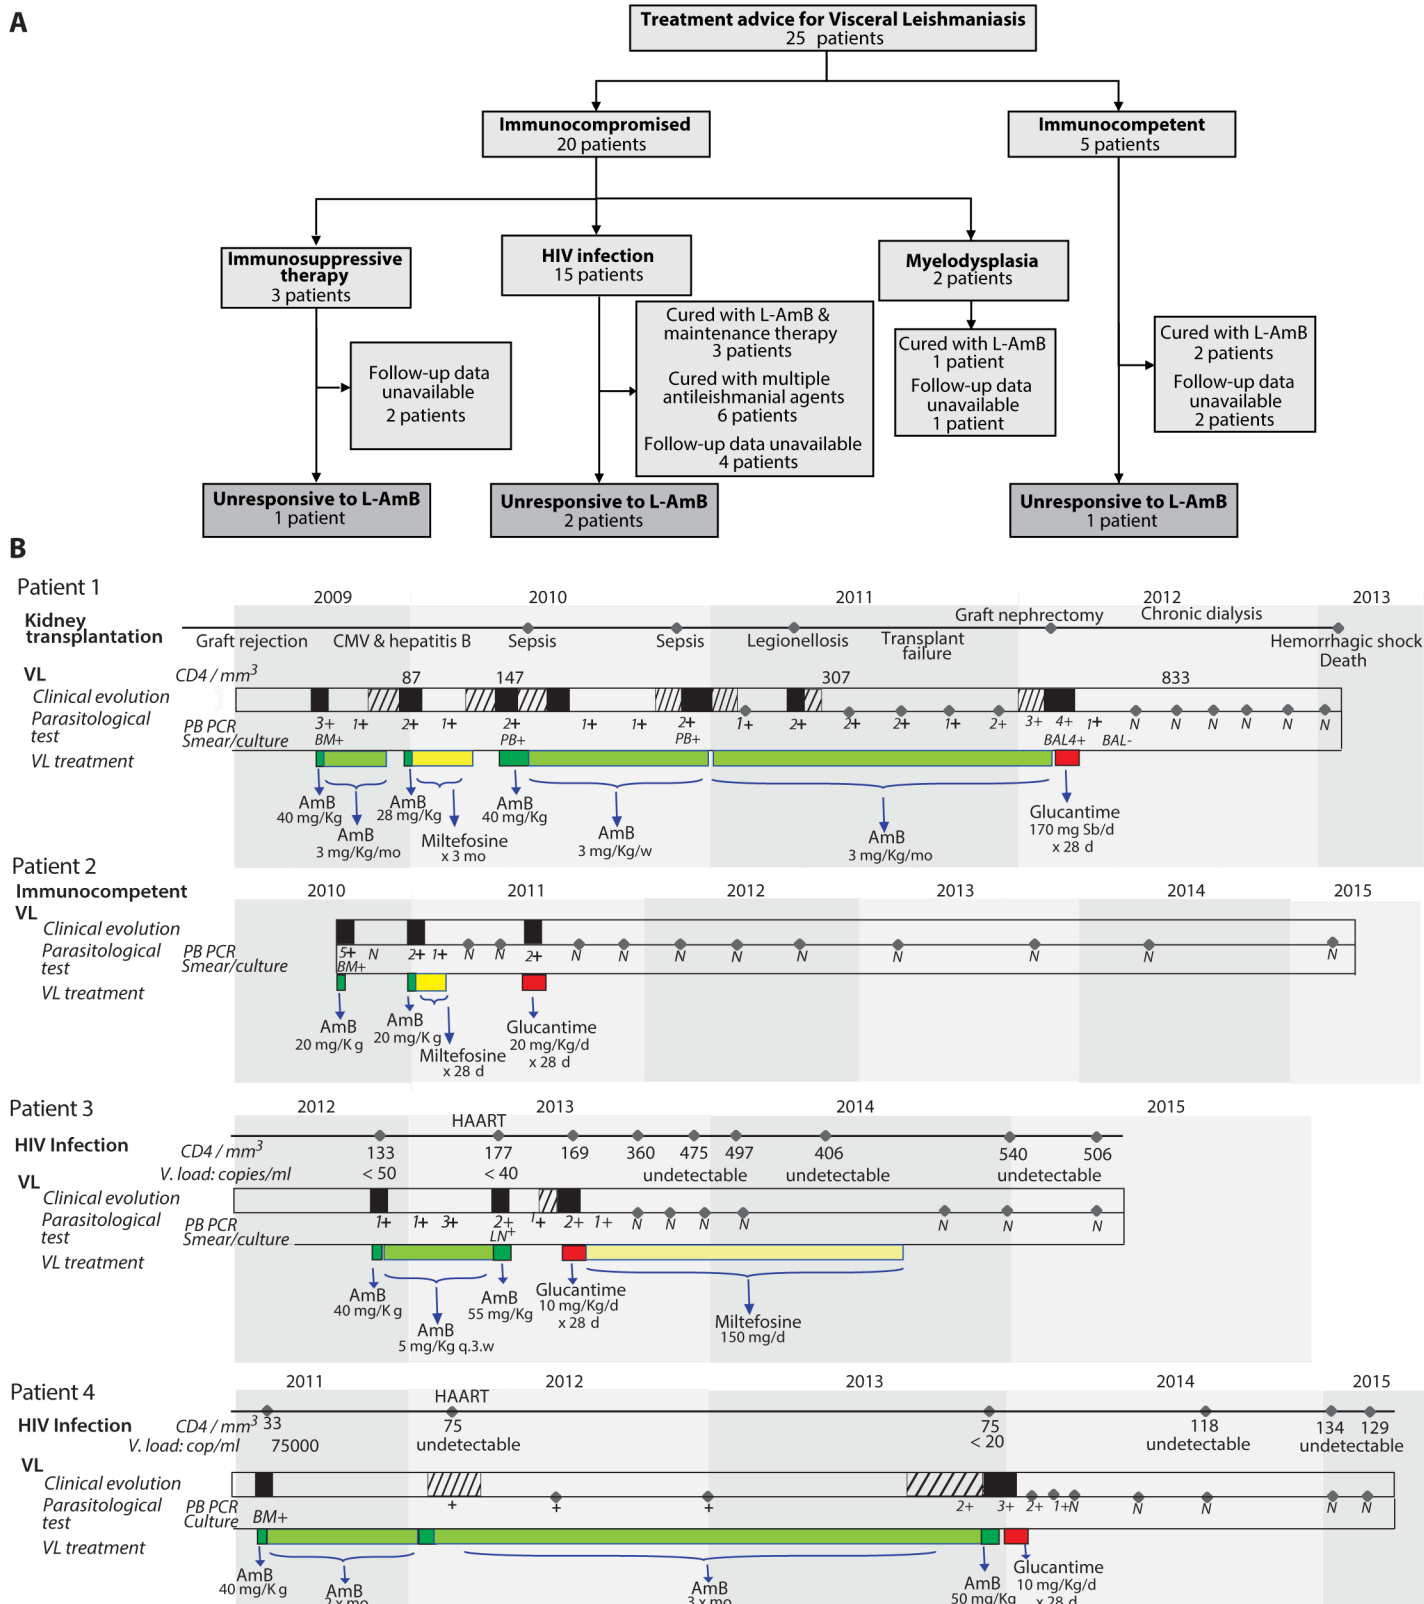 A
Treatment advice for Visceral Leishmaniasis
25 patients
Immunocompromised
20 patients
Immunocompetent
5 patients
Immunosuppressive
therapy
3 patients
HIV infection
15 patients
Myelodysplasia
2 patients
Follow-up data
unavailable
2 patients
Cured with L-AmB &
maintenance therapy
3 patients
Cured with multiple
antileishmanial agents
6 patients
Follow-up data unavailable
4 patients
Cured with L-AmB
1 patient
Follow-up data
unavailable
1 patient
Cured with L-AmB
2 patients
Follow-up data
unavailable
2 patients
Unresponsive to L-AmB
1 patient
Unresponsive to L-AmB
2 patients
Unresponsive to L-AmB
1 patient
B
Patient 1
2009 2010 2011 2012 2013
Kidney
transplantation
Graft rejection CMV & hepatitis B Sepsis Sepsis Legionellosis Transplant
failure
Graft nephrectomy Chronic dialysis Hemorrhagic shock
Death
VL CD4 / mm3 87 147 307 833
Clinical evolution
Parasitological
test
PB PCR 3+ 1+ 2+ 1+ 2+ 1+ 1+ 2+ 1+ 2+ 2+ 2+ 1+ 2+ 3+ 4+ 1+ N N N N N N
Smear/culture BM+ PB+ PB+ BAL4+ BAL-
VL treatment
AmB
40 mg/Kg
AmB
3 mg/Kg/mo
AmB
28 mg/Kg
Miltefosine
x 3 mo
AmB
40 mg/Kg
AmB
3 mg/Kg/w
AmB
3 mg/Kg/mo
Glucantime
170 mg Sb/d
x 28 d
Patient 2
Immunocompetent
2010 2011 2012 2013 2014 2015
VL
Clinical evolution
Parasitological
test
PB PCR 5+ N 2+ 1+ N N 2+ N N N N N N N N N
Smear/culture BM+
VL treatment
AmB
20 mg/K g
AmB
20 mg/K g
Miltefosine
x 28 d
Glucantime
20 mg/Kg/d
x 28 d
Patient 3
2012 2013 2014 2015
HAART
HIV Infection
CD4 / mm3 133 177 169 360 475 497 406 540 506
V. load: copies/ml < 50 < 40 undetectable undetectable undetectable
VL
Clinical evolution
Parasitological
test
PB PCR 1+ 1+ 3+ 2+ 1+ 2+ 1+ N N N N N N N
Smear/culture LN+
VL treatment
AmB
40 mg/K g
AmB
5 mg/Kg q.3.w
AmB
55 mg/Kg
Glucantime
10 mg/Kg/d
x 28 d
Miltefosine
150 mg/d
Patient 4
2011 2012 2013 2014 2015
HAART
HIV Infection
CD4 / mm3 33 75 75 118 134 129
V. load: cop/ml 75000 undetectable < 20 undetectable undetectable
VL
Clinical evolution
Parasitological
test
PB PCR + + + 2+ 3+ 2+ 1+ N N N N N
Culture BM+
VL treatment
AmB
40 mg/K g
AmB
2 x mo
AmB
3 x mo
AmB
50 mg/Kg
Glucantime
10 mg/Kg/d
x 28 d